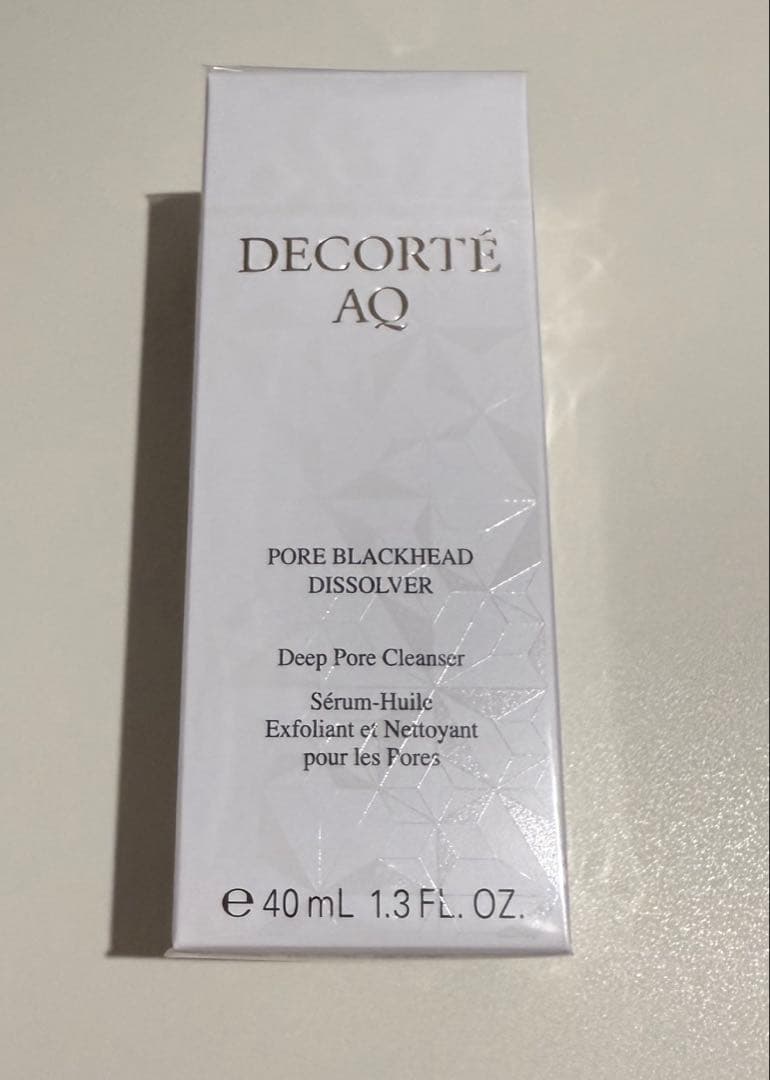 DECORTÉ
AQ
PORE BLACKHEAD
DISSOLVER
Deep Pore Cleanser
Sérum-Huile
Exfoliant et Nettoyant
pour les Pores
℮ 40 mL 1.3 FL. OZ.